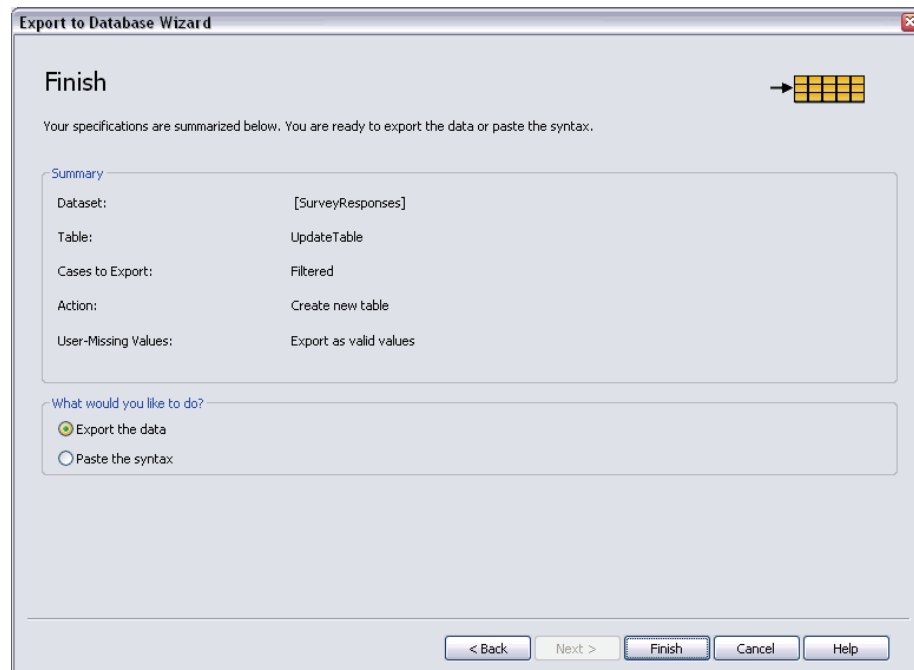 Export to Database Wizard
Finish
Your specifications are summarized below. You are ready to export the data or paste the syntax.
Summary
Dataset: [SurveyResponses]
Table: UpdateTable
Cases to Export: Filtered
Action: Create new table
User-Missing Values: Export as valid values
What would you like to do?
Export the data
Paste the syntax
< Back Next > Finish Cancel Help